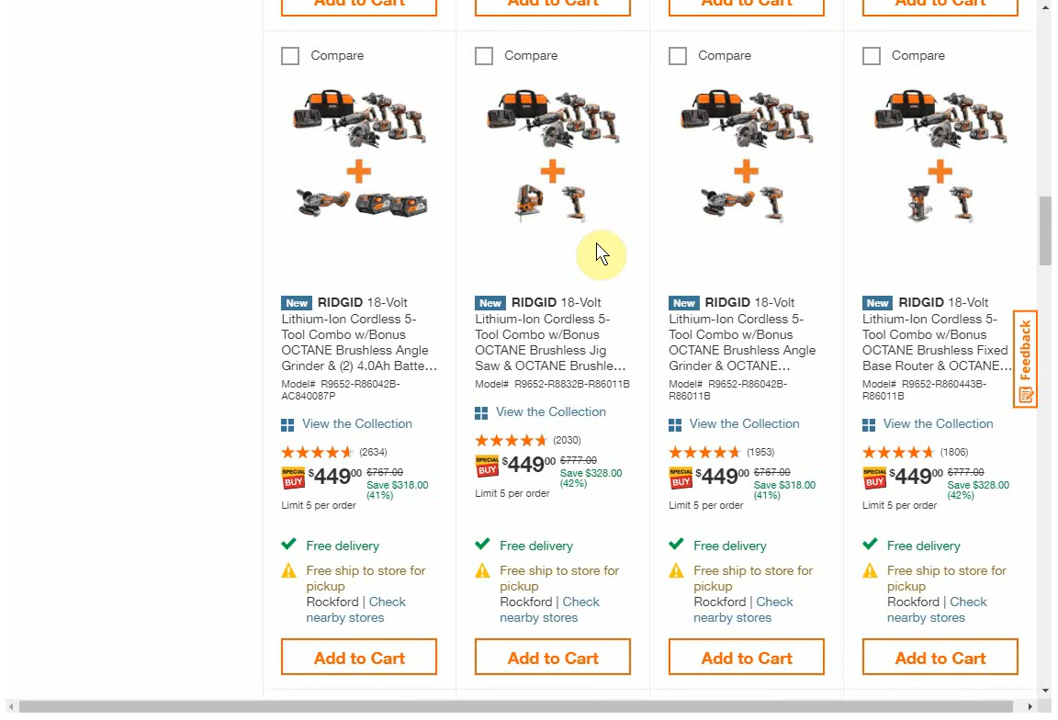 Add to Cart
Add to Cart
Add to Cart
Add to Cart
Compare
New RIDGID 18-Volt
Lithium-Ion Cordless 5-
Tool Combo w/Bonus
OCTANE Brushless Angle
Grinder & (2) 4.0Ah Batte...
Model# R9652-R86042B-
AC840087P
View the Collection
(2634)
SPECIAL BUY $449.00 $767.00
Save $318.00
(41%)
Limit 5 per order
Free delivery
Free ship to store for
pickup
Rockford | Check
nearby stores
Add to Cart
Compare
New RIDGID 18-Volt
Lithium-Ion Cordless 5-
Tool Combo w/Bonus
OCTANE Brushless Jig
Saw & OCTANE Brushle...
Model# R9652-R8832B-R86011B
View the Collection
(2030)
SPECIAL BUY $449.00 $777.00
Save $328.00
(42%)
Limit 5 per order
Free delivery
Free ship to store for
pickup
Rockford | Check
nearby stores
Add to Cart
Compare
New RIDGID 18-Volt
Lithium-Ion Cordless 5-
Tool Combo w/Bonus
OCTANE Brushless Angle
Grinder & OCTANE...
Model# R9652-R86042B-
R86011B
View the Collection
(1953)
SPECIAL BUY $449.00 $767.00
Save $318.00
(41%)
Limit 5 per order
Free delivery
Free ship to store for
pickup
Rockford | Check
nearby stores
Add to Cart
Compare
New RIDGID 18-Volt
Lithium-Ion Cordless 5-
Tool Combo w/Bonus
OCTANE Brushless Fixed
Base Router & OCTANE...
Model# R9652-R860443B-
R86011B
View the Collection
(1806)
SPECIAL BUY $449.00 $777.00
Save $328.00
(42%)
Limit 5 per order
Free delivery
Free ship to store for
pickup
Rockford | Check
nearby stores
Add to Cart
Feedback